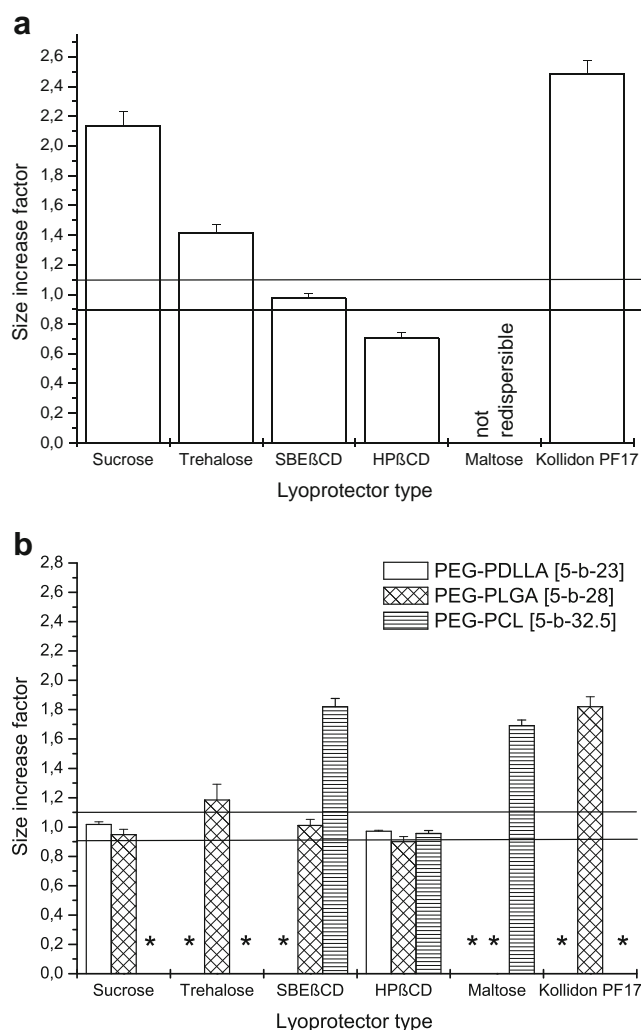 a
Size increase factor
2,6
2,4
2,2
2,0
1,8
1,6
1,4
1,2
1,0
0,8
0,6
0,4
0,2
0,0
not
redispersible
Sucrose Trehalose SBEßCD HPßCD Maltose Kollidon PF17
Lyoprotector type
b
Size increase factor
2,8
2,6
2,4
2,2
2,0
1,8
1,6
1,4
1,2
1,0
0,8
0,6
0,4
0,2
0,0
PEG-PDLLA [5-b-23]
PEG-PLGA [5-b-28]
PEG-PCL [5-b-32.5]
* * * * * * * *
Sucrose Trehalose SBEßCD HPßCD Maltose Kollidon PF17
Lyoprotector type